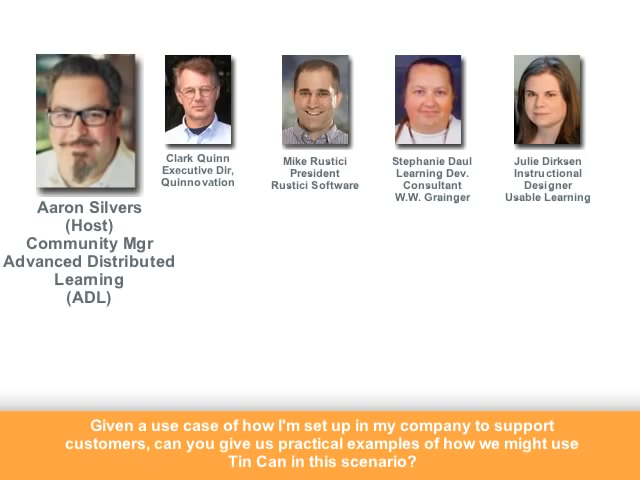 Aaron Silvers
(Host)
Community Mgr
Advanced Distributed
Learning
(ADL)
Clark Quinn
Executive Dir,
Quinnovation
Mike Rustici
President
Rustici Software
Stephanie Daul
Learning Dev.
Consultant
W.W. Grainger
Julie Dirksen
Instructional
Designer
Usable Learning
Given a use case of how I'm set up in my company to support
customers, can you give us practical examples of how we might use
Tin Can in this scenario?